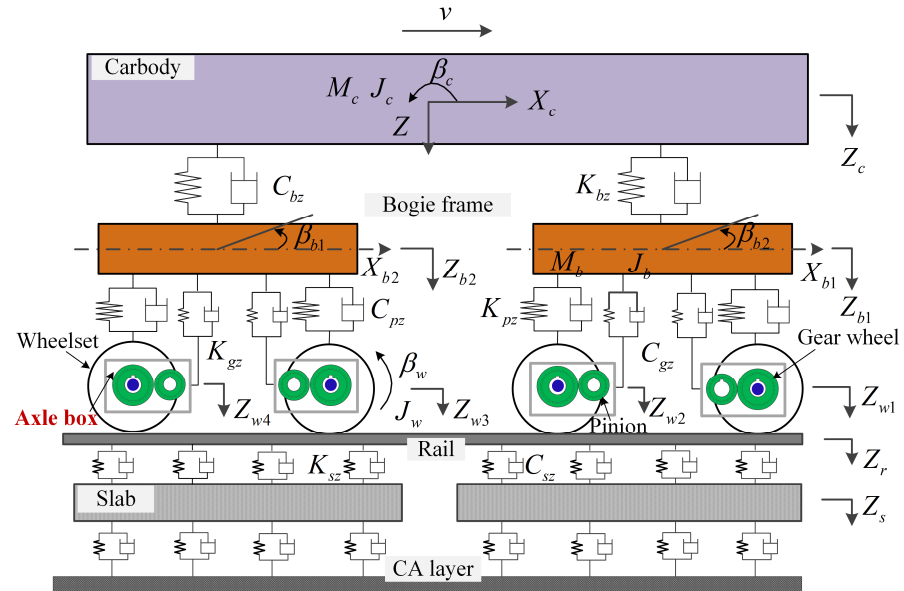 v
Carbody
β_c
M_c J_c
X_c
Z
Z_c
C_bz
K_bz
Bogie frame
β_b1
β_b2
X_b2
Z_b2
M_b
J_b
X_b1
Z_b1
C_pz
K_pz
Wheelset
K_gz
C_gz
Gear wheel
β_w
Axle box
Z_w4
J_w
Z_w3
Z_w2
Pinion
Z_w1
Rail
Z_r
K_sz
C_sz
Slab
Z_s
CA layer